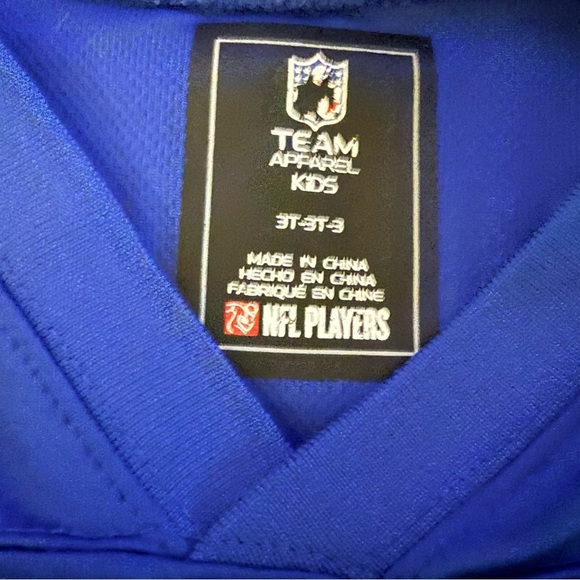 TEAM
APPAREL
KIDS
3T-3T-3
MADE IN CHINA
HECHO EN CHINA
FABRIQUÉ EN CHINE
NFL PLAYERS